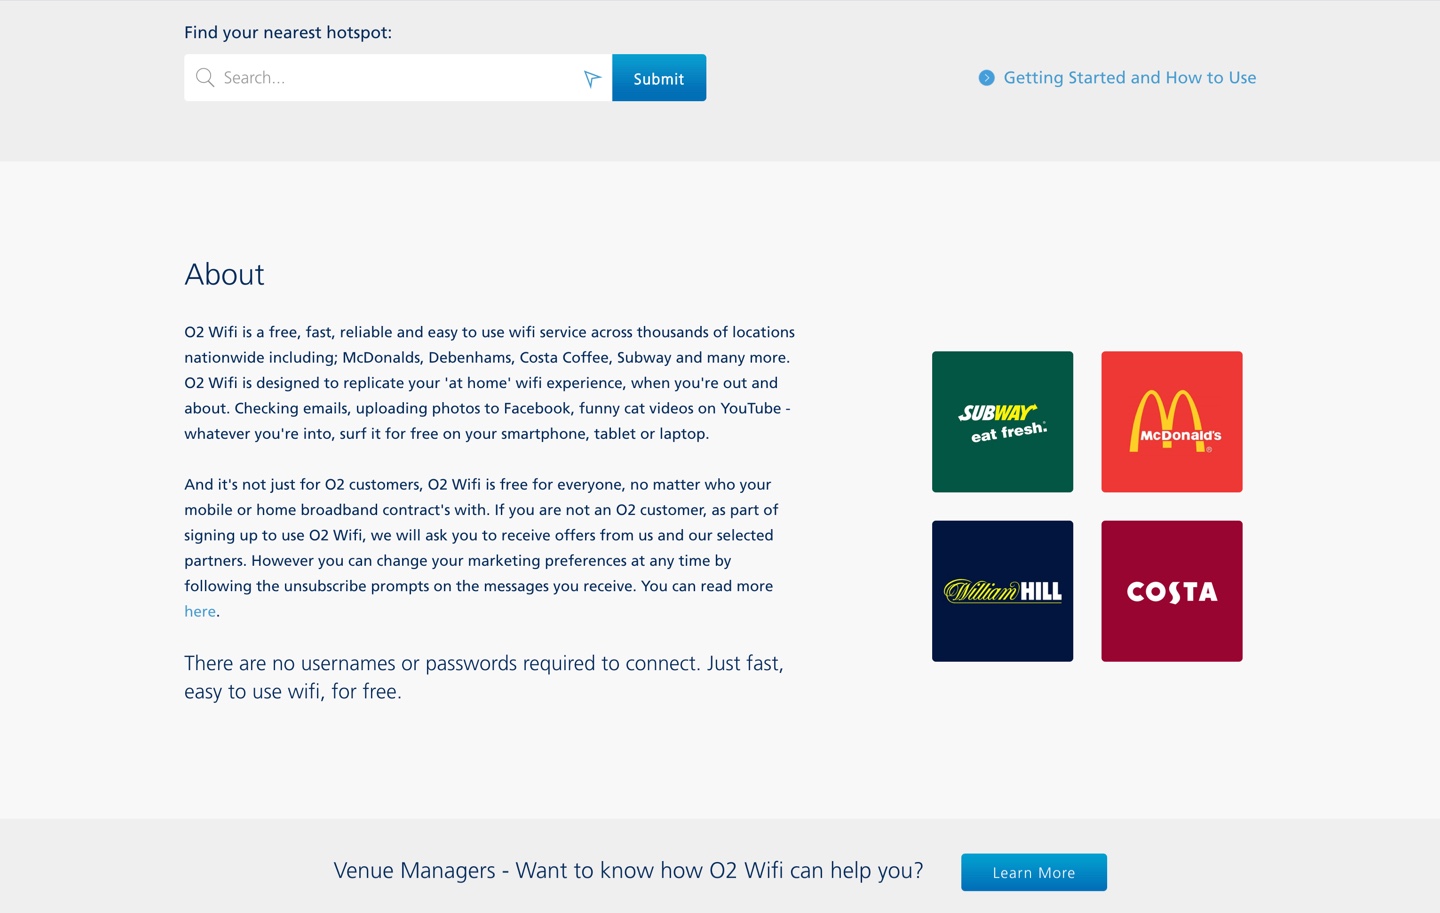 Find your nearest hotspot:
Search...
Submit
Getting Started and How to Use
About
O2 Wifi is a free, fast, reliable and easy to use wifi service across thousands of locations
nationwide including; McDonalds, Debenhams, Costa Coffee, Subway and many more.
O2 Wifi is designed to replicate your 'at home' wifi experience, when you're out and
about. Checking emails, uploading photos to Facebook, funny cat videos on YouTube -
whatever you're into, surf it for free on your smartphone, tablet or laptop.
And it's not just for O2 customers, O2 Wifi is free for everyone, no matter who your
mobile or home broadband contract's with. If you are not an O2 customer, as part of
signing up to use O2 Wifi, we will ask you to receive offers from us and our selected
partners. However you can change your marketing preferences at any time by
following the unsubscribe prompts on the messages you receive. You can read more
here.
There are no usernames or passwords required to connect. Just fast,
easy to use wifi, for free.
SUBWAY
eat fresh.
McDonald's
®
William HILL
COSTA
Venue Managers - Want to know how O2 Wifi can help you?
Learn More